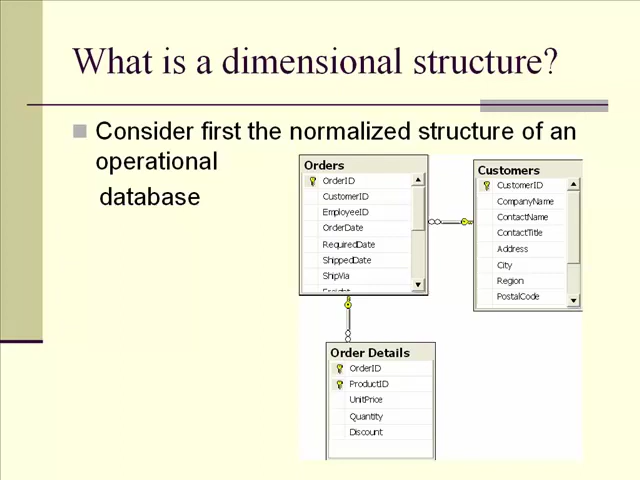 What is a dimensional structure?
Consider first the normalized structure of an
operational
database
Orders
OrderID
CustomerID
EmployeeID
OrderDate
RequiredDate
ShippedDate
ShipVia
Customers
CustomerID
CompanyName
ContactName
ContactTitle
Address
City
Region
PostalCode
Order Details
OrderID
ProductID
UnitPrice
Quantity
Discount